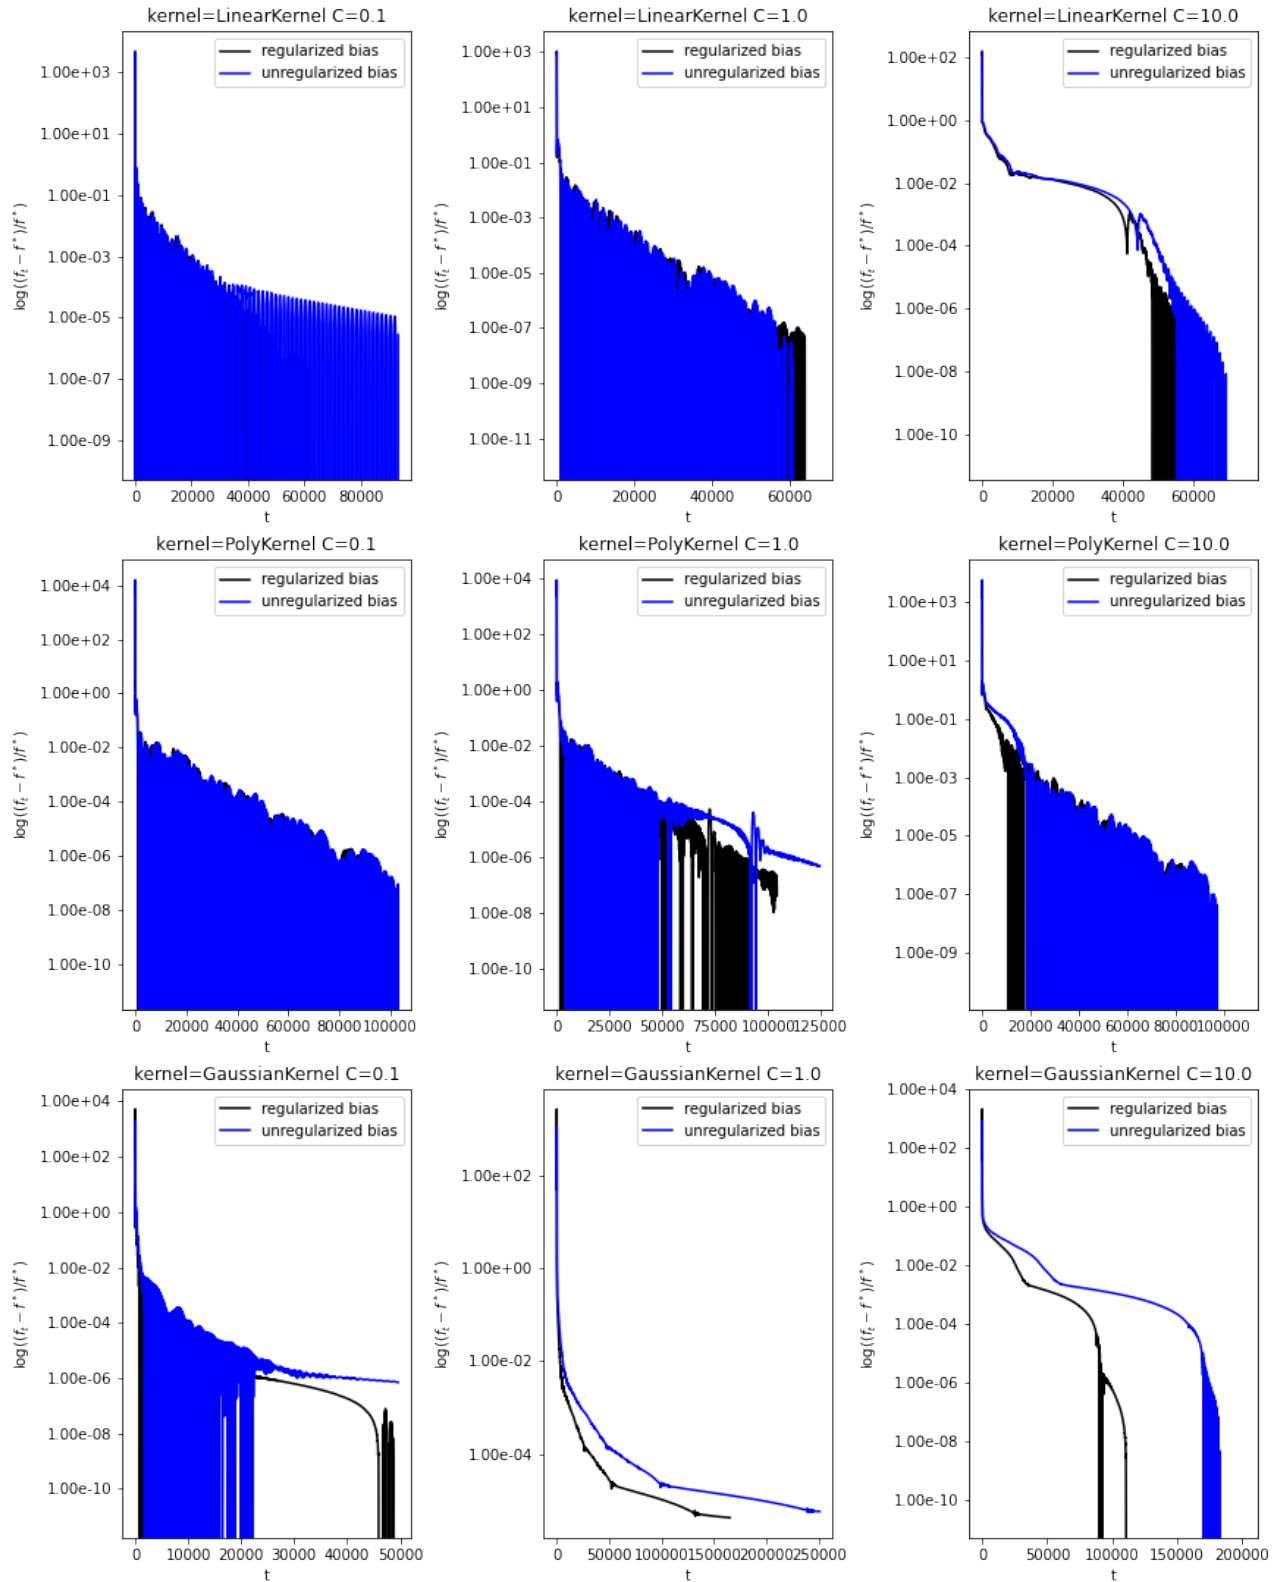 kernel=LinearKernel C=0.1
regularized bias
unregularized bias
1.00e+03
1.00e+01
1.00e-01
1.00e-03
1.00e-05
1.00e-07
1.00e-09
log((f_t − f*)/f*)
0 20000 40000 60000 80000
t
kernel=LinearKernel C=1.0
regularized bias
unregularized bias
1.00e+03
1.00e+01
1.00e-01
1.00e-03
1.00e-05
1.00e-07
1.00e-09
1.00e-11
log((f_t − f*)/f*)
0 20000 40000 60000
t
kernel=LinearKernel C=10.0
regularized bias
unregularized bias
1.00e+02
1.00e+00
1.00e-02
1.00e-04
1.00e-06
1.00e-08
1.00e-10
log((f_t − f*)/f*)
0 20000 40000 60000
t
kernel=PolyKernel C=0.1
regularized bias
unregularized bias
1.00e+04
1.00e+02
1.00e+00
1.00e-02
1.00e-04
1.00e-06
1.00e-08
1.00e-10
log((f_t − f*)/f*)
0 20000 40000 60000 80000 100000
t
kernel=PolyKernel C=1.0
regularized bias
unregularized bias
1.00e+04
1.00e+02
1.00e+00
1.00e-02
1.00e-04
1.00e-06
1.00e-08
1.00e-10
log((f_t − f*)/f*)
0 25000 50000 75000 100000 125000
t
kernel=PolyKernel C=10.0
regularized bias
unregularized bias
1.00e+03
1.00e+01
1.00e-01
1.00e-03
1.00e-05
1.00e-07
1.00e-09
log((f_t − f*)/f*)
0 20000 40000 60000 80000 100000
t
kernel=GaussianKernel C=0.1
regularized bias
unregularized bias
1.00e+04
1.00e+02
1.00e+00
1.00e-02
1.00e-04
1.00e-06
1.00e-08
1.00e-10
log((f_t − f*)/f*)
0 10000 20000 30000 40000 50000
t
kernel=GaussianKernel C=1.0
regularized bias
unregularized bias
1.00e+02
1.00e+00
1.00e-02
1.00e-04
log((f_t − f*)/f*)
0 50000 100000 150000 200000 250000
t
kernel=GaussianKernel C=10.0
regularized bias
unregularized bias
1.00e+04
1.00e+02
1.00e+00
1.00e-02
1.00e-04
1.00e-06
1.00e-08
1.00e-10
log((f_t − f*)/f*)
0 50000 100000 150000 200000
t